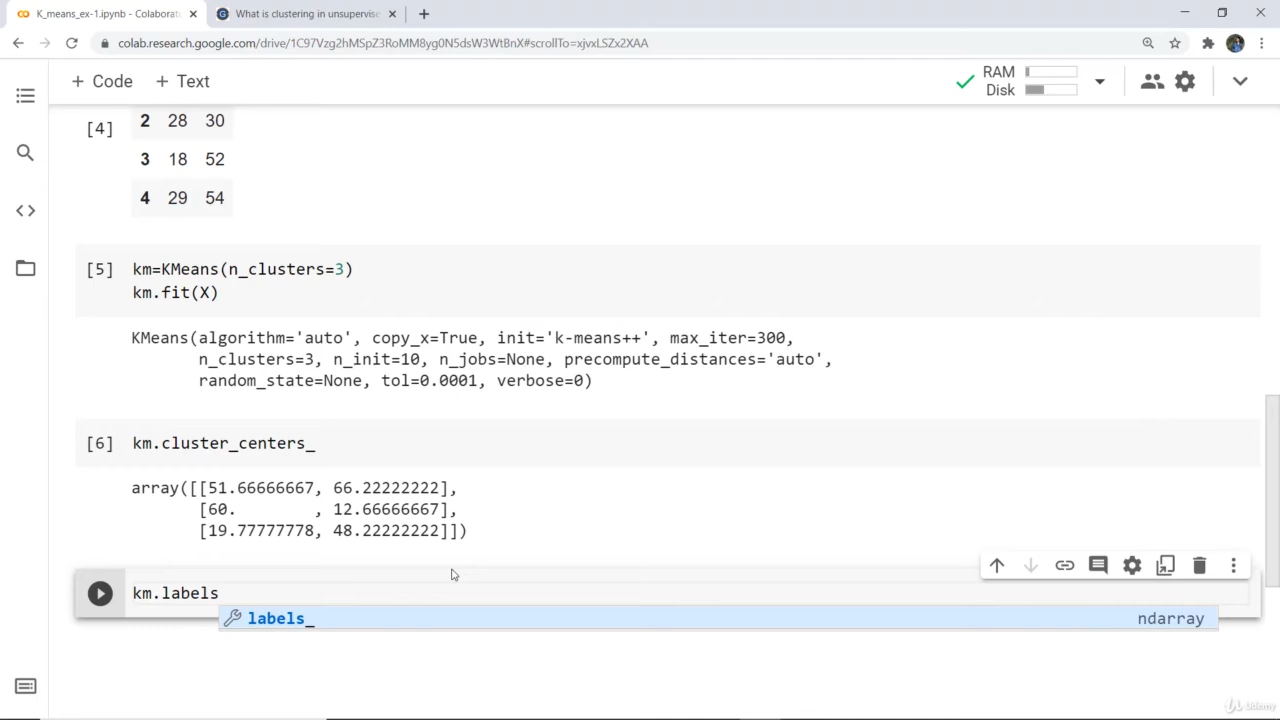 K_means_ex-1.ipynb - Colaborat
What is clustering in unsupervise
colab.research.google.com/drive/1C97Vzg2hMSpZ3RoMM8yg0N5dsW3WtBnX#scrollTo=xjvxLSZx2XAA
+ Code + Text
RAM
Disk
[4] 2 28 30
3 18 52
4 29 54
[5] km=KMeans(n_clusters=3)
km.fit(X)
KMeans(algorithm='auto', copy_x=True, init='k-means++', max_iter=300,
n_clusters=3, n_init=10, n_jobs=None, precompute_distances='auto',
random_state=None, tol=0.0001, verbose=0)
[6] km.cluster_centers_
array([[51.66666667, 66.22222222],
[60.        , 12.66666667],
[19.77777778, 48.22222222]])
km.labels
labels_ ndarray
Udemy